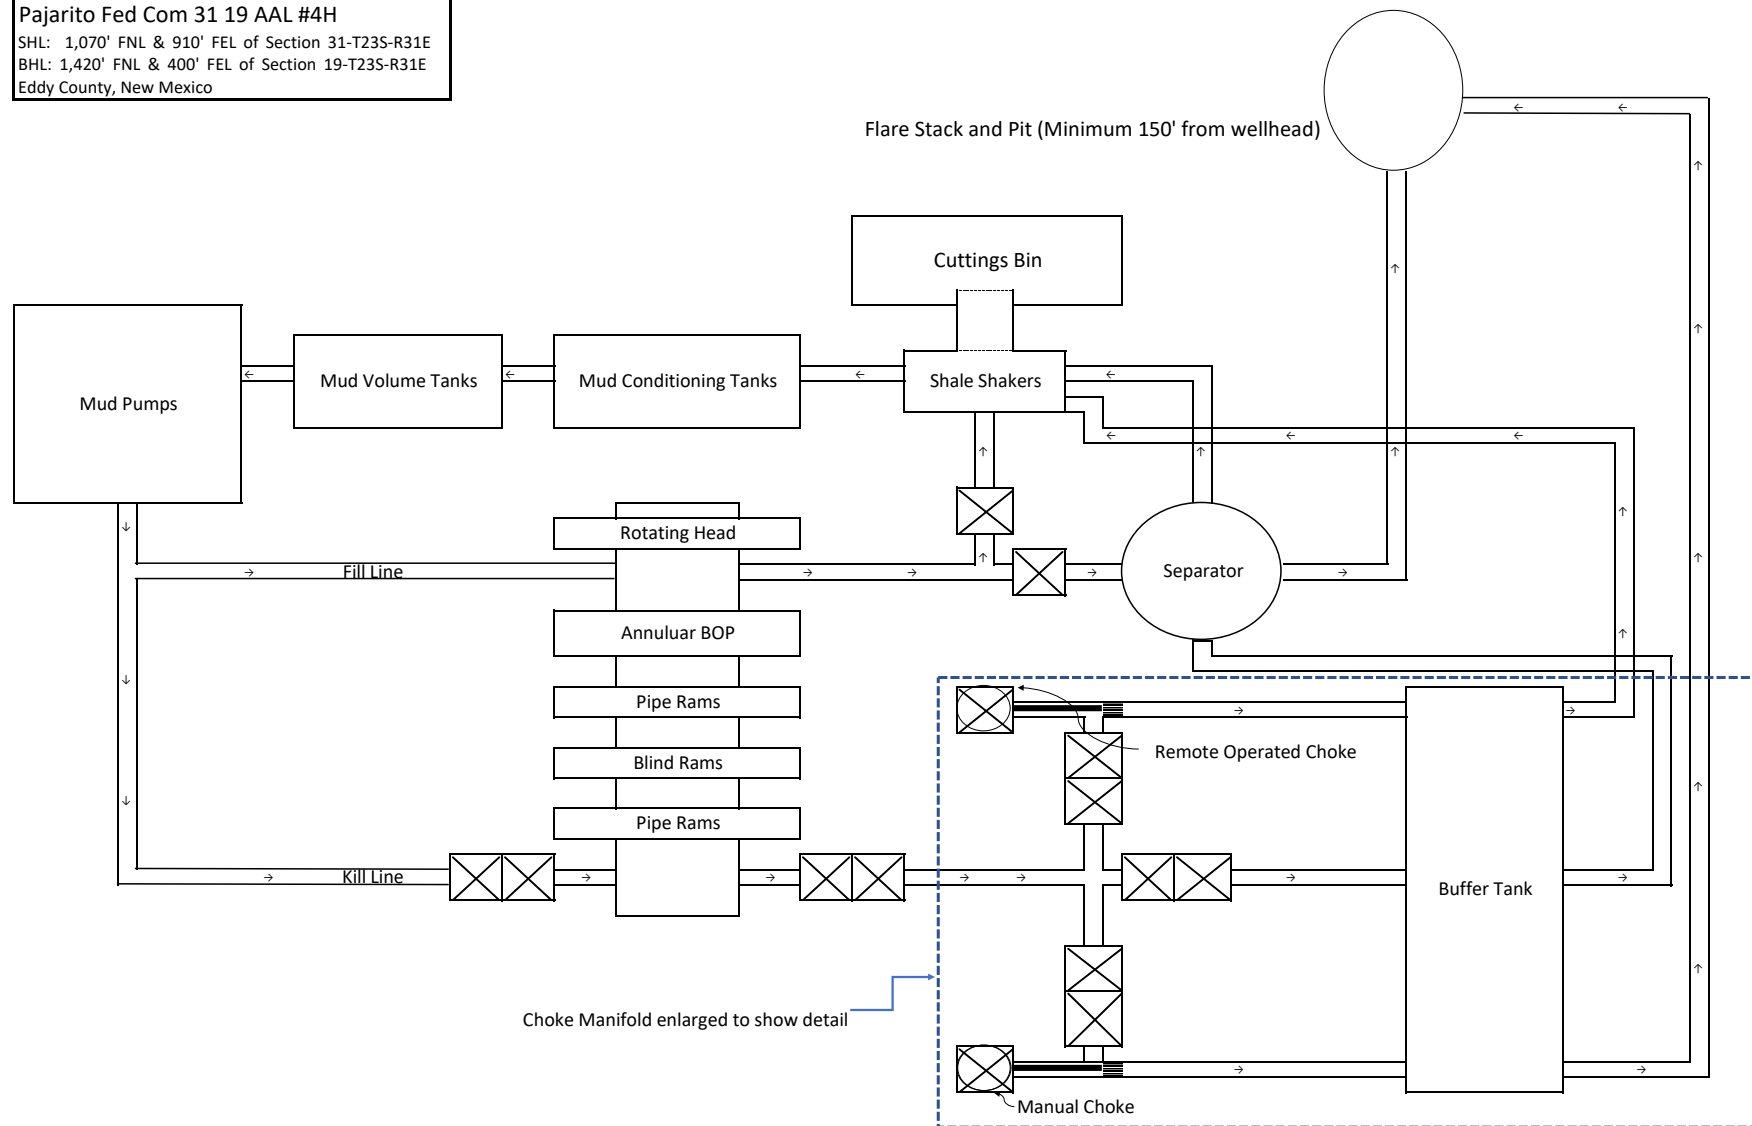 Pajarito Fed Com 31 19 AAL #4H
SHL: 1,070' FNL & 910' FEL of Section 31-T23S-R31E
BHL: 1,420' FNL & 400' FEL of Section 19-T23S-R31E
Eddy County, New Mexico
Flare Stack and Pit (Minimum 150' from wellhead)
Cuttings Bin
Mud Pumps
Mud Volume Tanks
Mud Conditioning Tanks
Shale Shakers
Rotating Head
Fill Line
Separator
Annuluar BOP
Pipe Rams
Blind Rams
Remote Operated Choke
Pipe Rams
Kill Line
Buffer Tank
Choke Manifold enlarged to show detail
Manual Choke